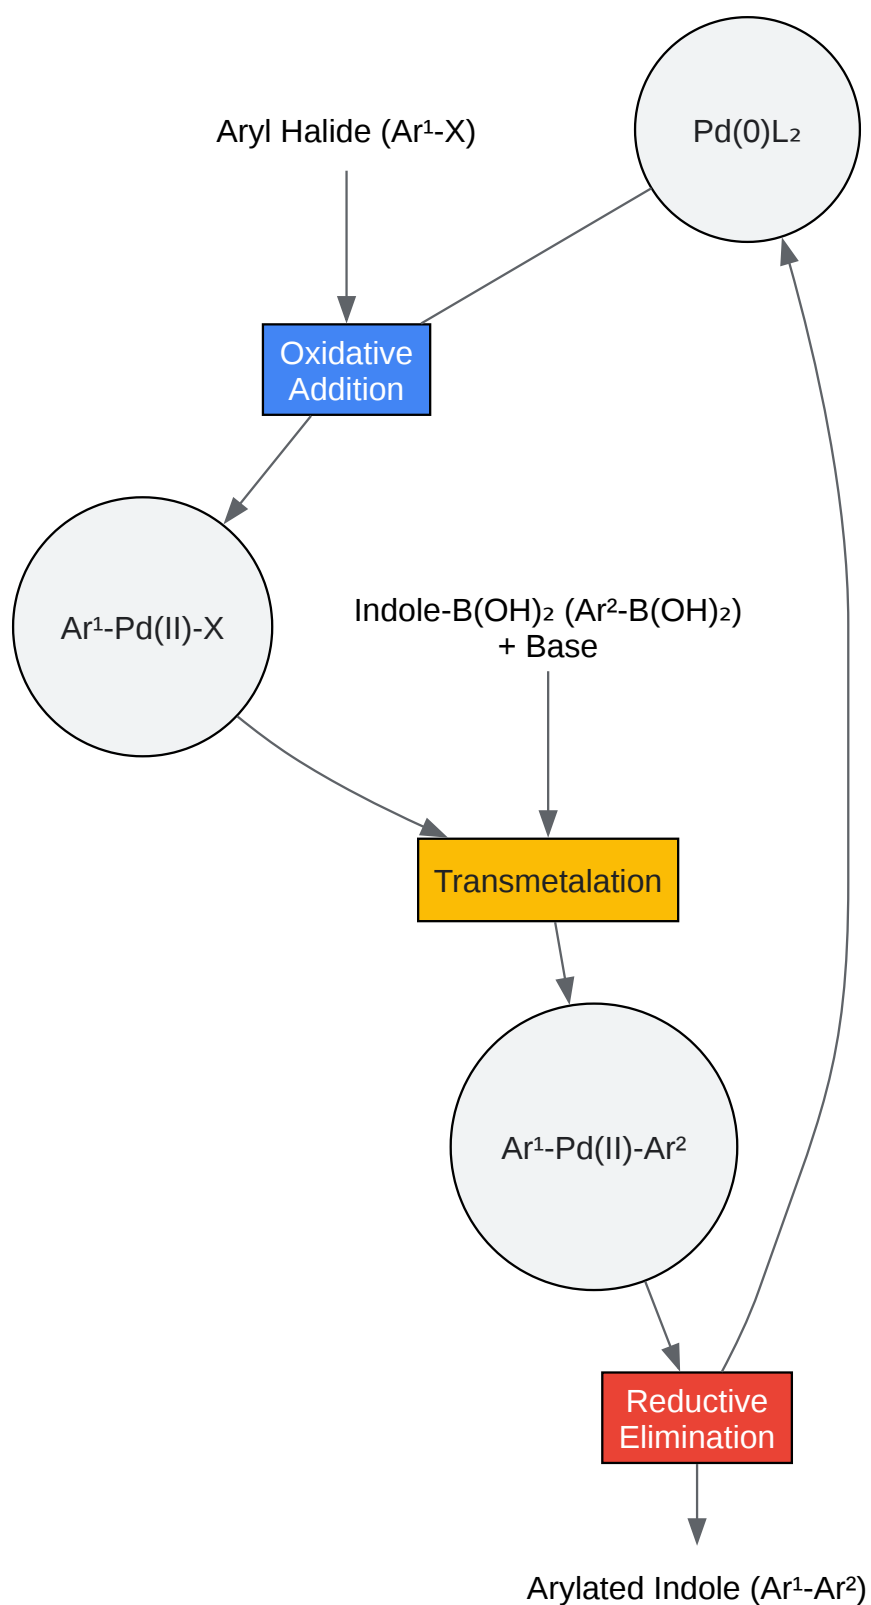 Aryl Halide (Ar¹-X)
Pd(0)L₂
Oxidative
Addition
Ar¹-Pd(II)-X
Indole-B(OH)₂ (Ar²-B(OH)₂)
+ Base
Transmetalation
Ar¹-Pd(II)-Ar²
Reductive
Elimination
Arylated Indole (Ar¹-Ar²)